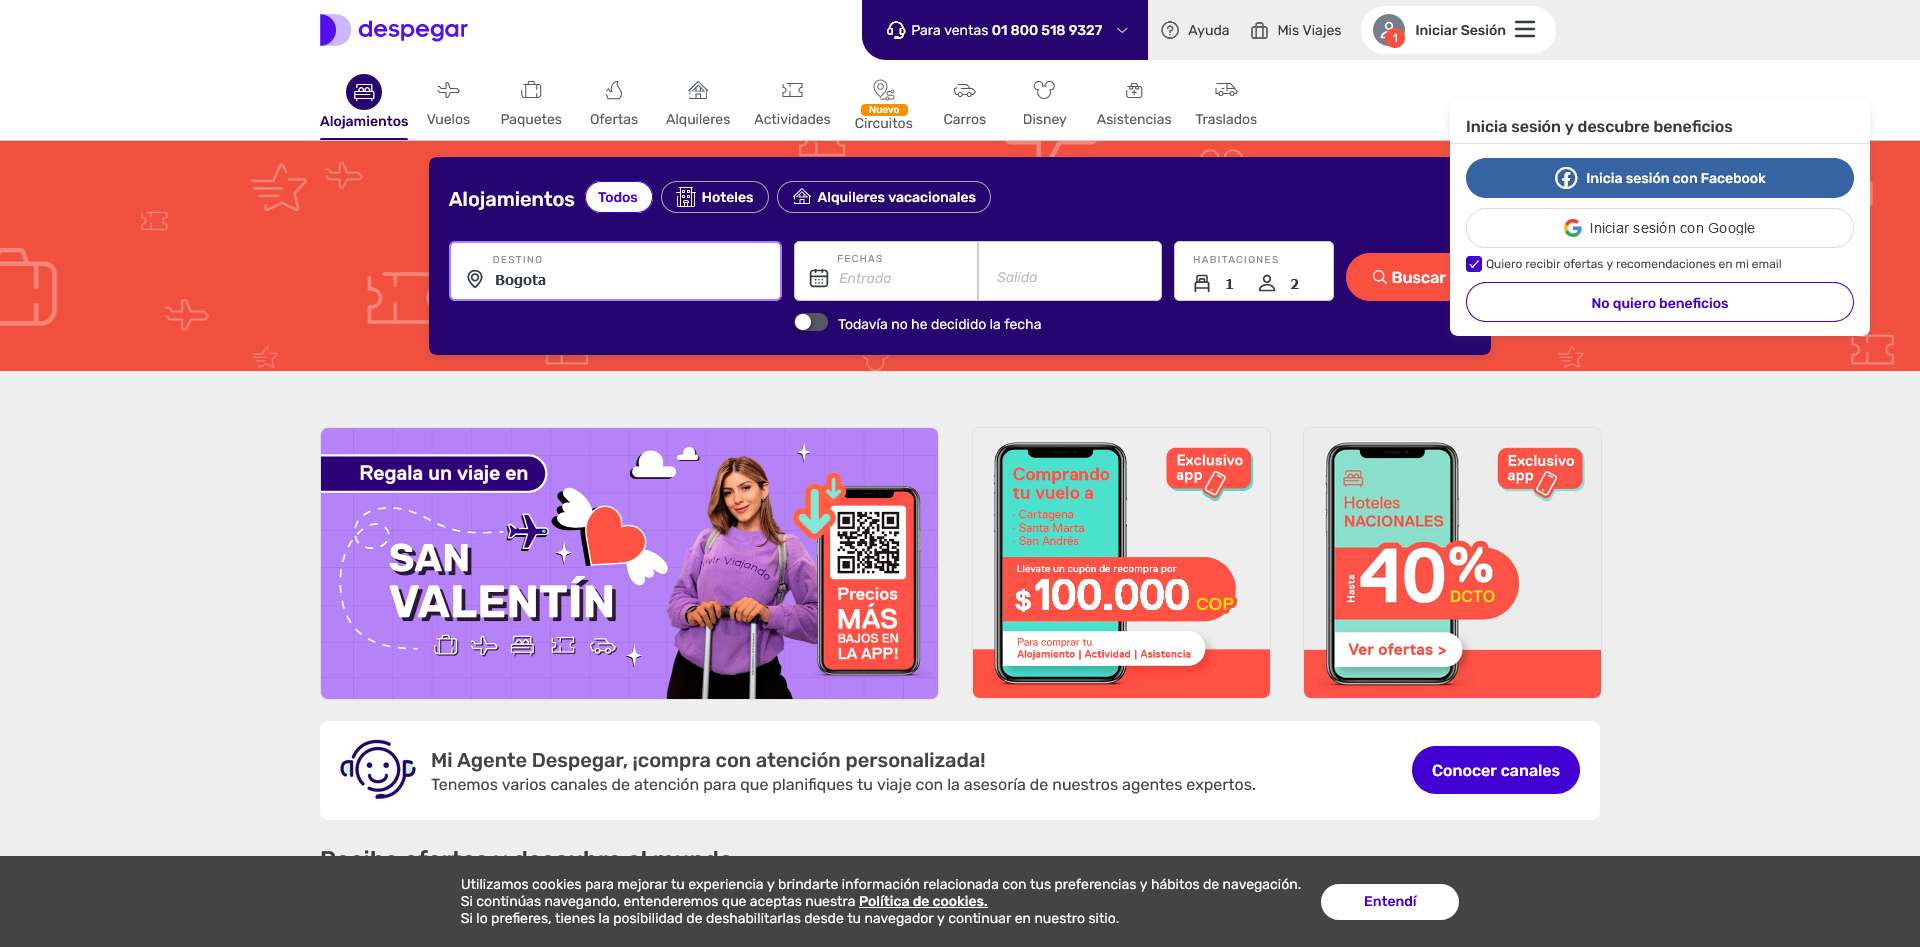 despegar
Para ventas 01 800 518 9327
Ayuda
Mis Viajes
1
Iniciar Sesión
Alojamientos
Vuelos
Paquetes
Ofertas
Alquileres
Actividades
Nuevo
Circuitos
Carros
Disney
Asistencias
Traslados
Inicia sesión y descubre beneficios
Inicia sesión con Facebook
Iniciar sesión con Google
Quiero recibir ofertas y recomendaciones en mi email
No quiero beneficios
Alojamientos
Todos
Hoteles
Alquileres vacacionales
DESTINO
Bogota
FECHAS
Entrada
Salida
HABITACIONES
1
2
Buscar
Todavía no he decidido la fecha
Regala un viaje en
SAN
VALENTÍN
Vivir Viajando
Precios
MÁS
BAJOS EN
LA APP!
Comprando
tu vuelo a
· Cartagena
· Santa Marta
· San Andrés
Exclusivo
app
Llévate un cupón de recompra por
$100.000 COP
Para comprar tu
Alojamiento | Actividad | Asistencia
Hoteles
NACIONALES
Exclusivo
app
Hasta
40%
DCTO
Ver ofertas >
Mi Agente Despegar, ¡compra con atención personalizada!
Tenemos varios canales de atención para que planifiques tu viaje con la asesoría de nuestros agentes expertos.
Conocer canales
Recibe ofertas y descubre el mundo
Utilizamos cookies para mejorar tu experiencia y brindarte información relacionada con tus preferencias y hábitos de navegación.
Si continúas navegando, entenderemos que aceptas nuestra Política de cookies.
Si lo prefieres, tienes la posibilidad de deshabilitarlas desde tu navegador y continuar en nuestro sitio.
Entendí